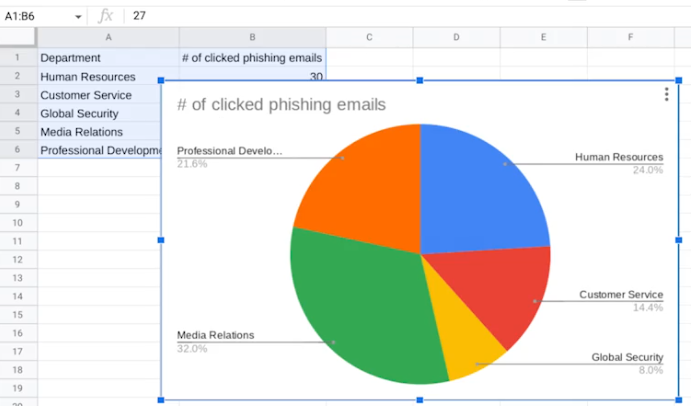 A1:B6 fx 27
A B C D E F
1 Department # of clicked phishing emails
2 Human Resources 30
3 Customer Service
4 Global Security
5 Media Relations
6 Professional Developme
7
8
9
10
11
12
13
14
15
16
17
18
19
# of clicked phishing emails
Professional Develo...
21.6%
Human Resources
24.0%
Customer Service
14.4%
Media Relations
32.0%
Global Security
8.0%